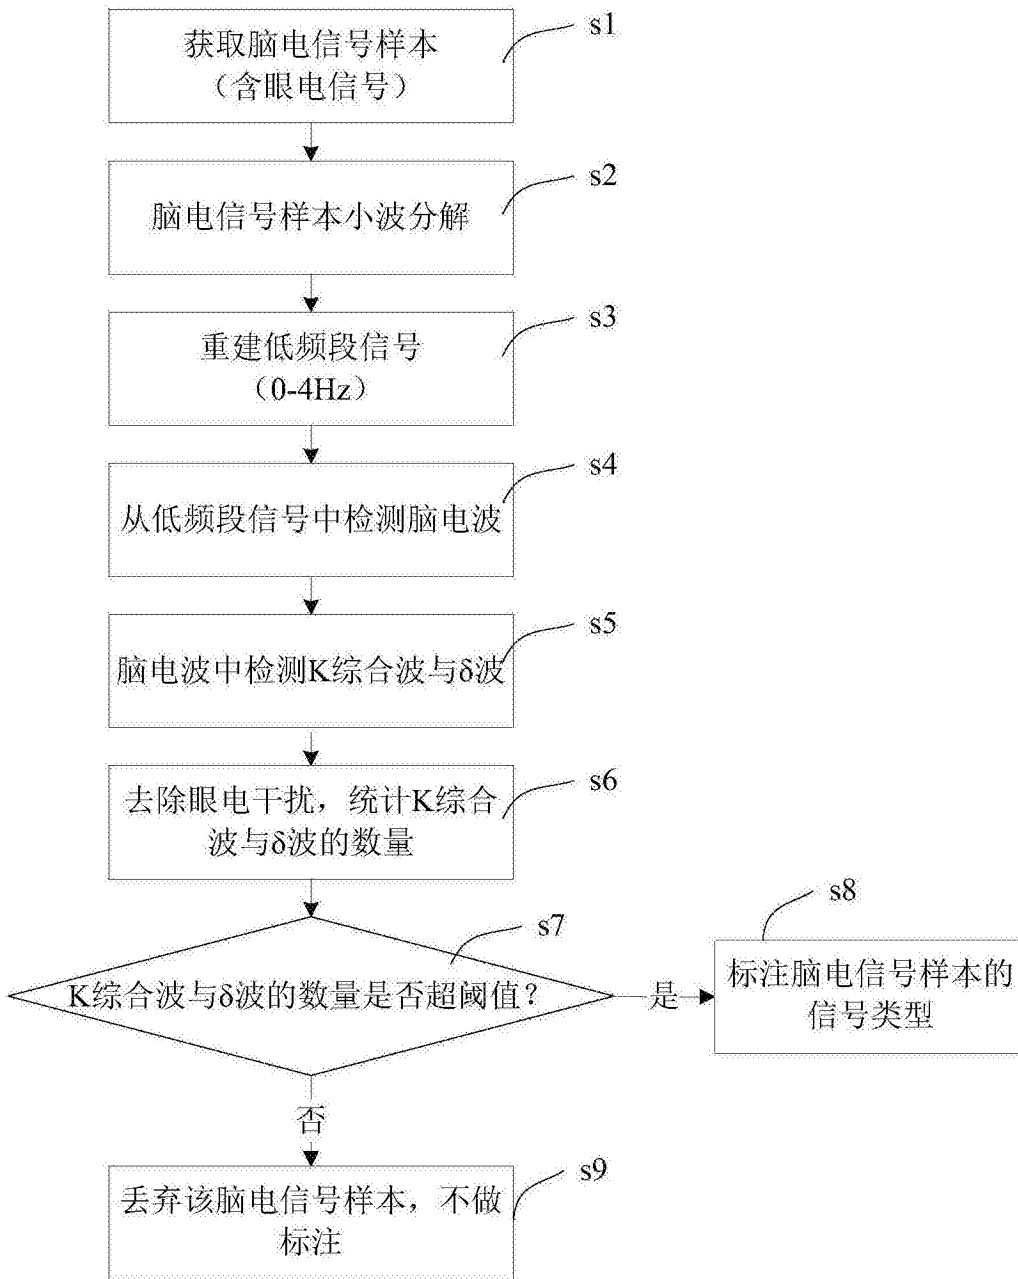 获取脑电信号样本
（含眼电信号）
s1
脑电信号样本小波分解
s2
重建低频段信号
（0-4Hz）
s3
从低频段信号中检测脑电波
s4
脑电波中检测K综合波与δ波
s5
去除眼电干扰，统计K综合
波与δ波的数量
s6
K综合波与δ波的数量是否超阈值？
s7
是
标注脑电信号样本的
信号类型
s8
否
丢弃该脑电信号样本，不做
标注
s9